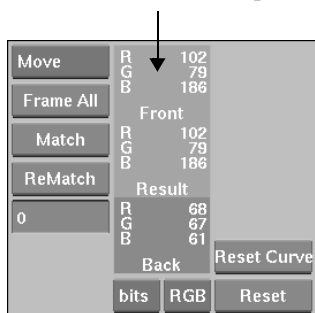 Move
R 102
G 79
B 186
Front
Frame All
Match
R 102
G 79
B 186
Result
ReMatch
0
R 68
G 67
B 61
Back
Reset Curve
bits
RGB
Reset